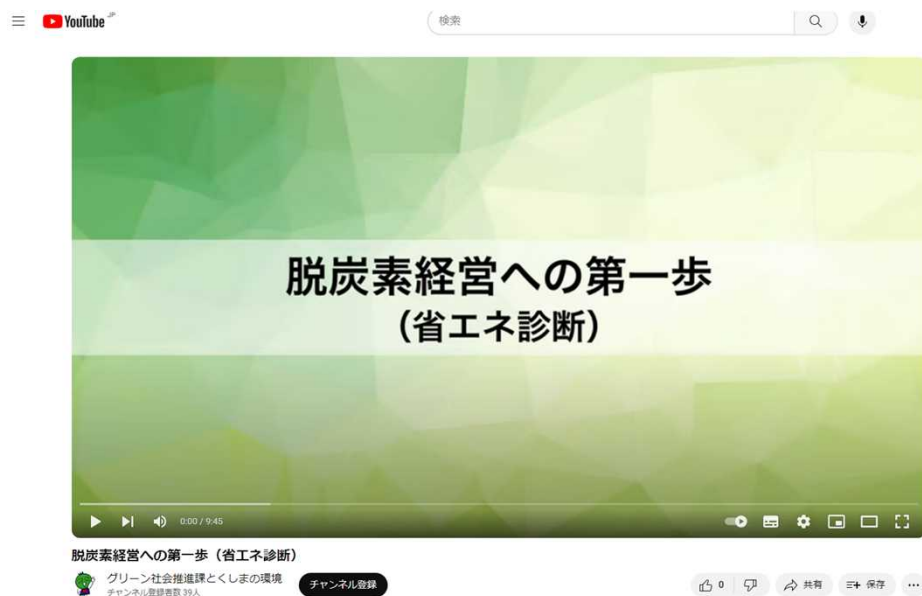 YouTube JP
検索
脱炭素経営への第一歩
（省エネ診断）
0:00 / 9:45
脱炭素経営への第一歩（省エネ診断）
グリーン社会推進課とくしまの環境
チャンネル登録者数 39人
チャンネル登録
0
共有
保存